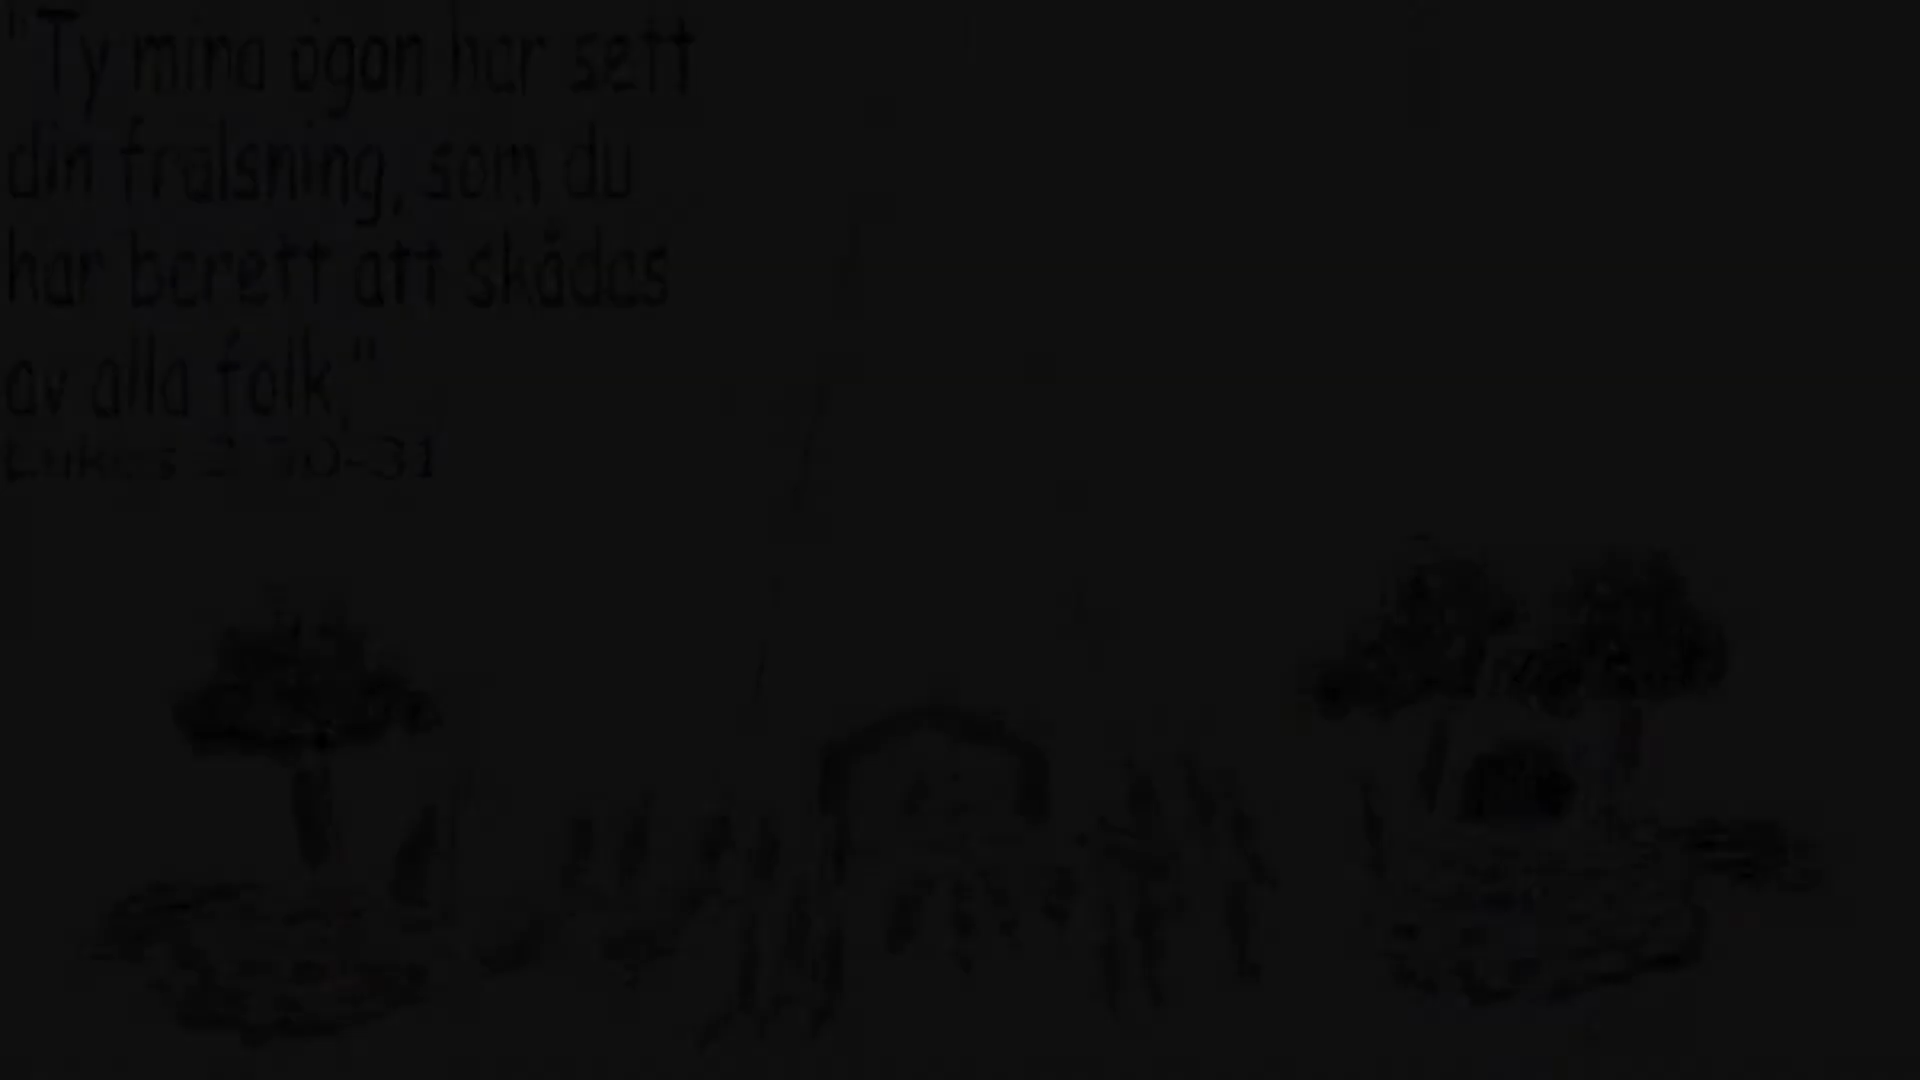 "Ty mina ögon har sett
din frälsning, som du
har berett att skådas
av alla folk,"
Lukas 2:30-31